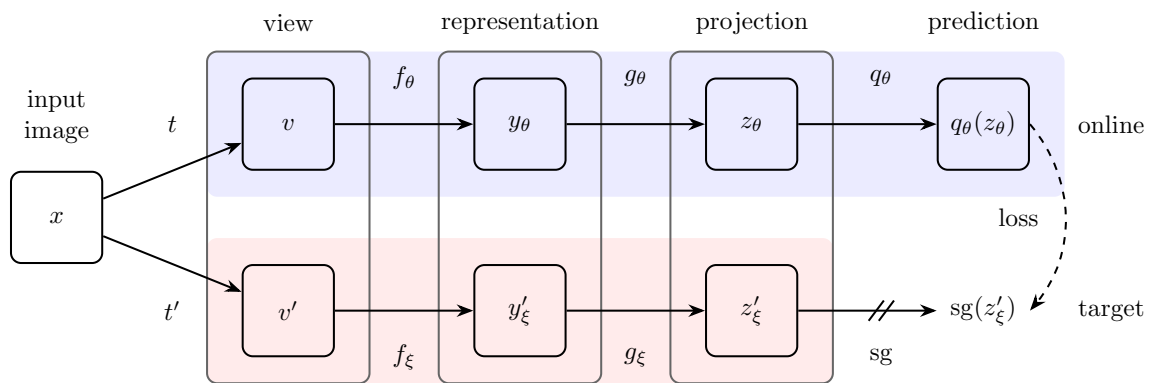 view representation projection prediction
input
image
t
f_θ
g_θ
q_θ
v
y_θ
z_θ
q_θ(z_θ)
online
x
loss
t′
v′
y′_ξ
z′_ξ
sg(z′_ξ)
target
f_ξ
g_ξ
sg